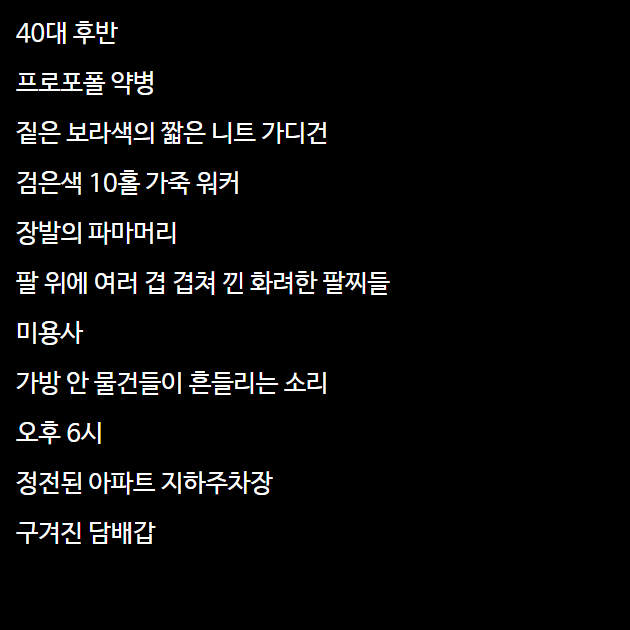 40대 후반
프로포폴 약병
짙은 보라색의 짧은 니트 가디건
검은색 10홀 가죽 워커
장발의 파마머리
팔 위에 여러 겹 겹쳐 낀 화려한 팔찌들
미용사
가방 안 물건들이 흔들리는 소리
오후 6시
정전된 아파트 지하주차장
구겨진 담배갑